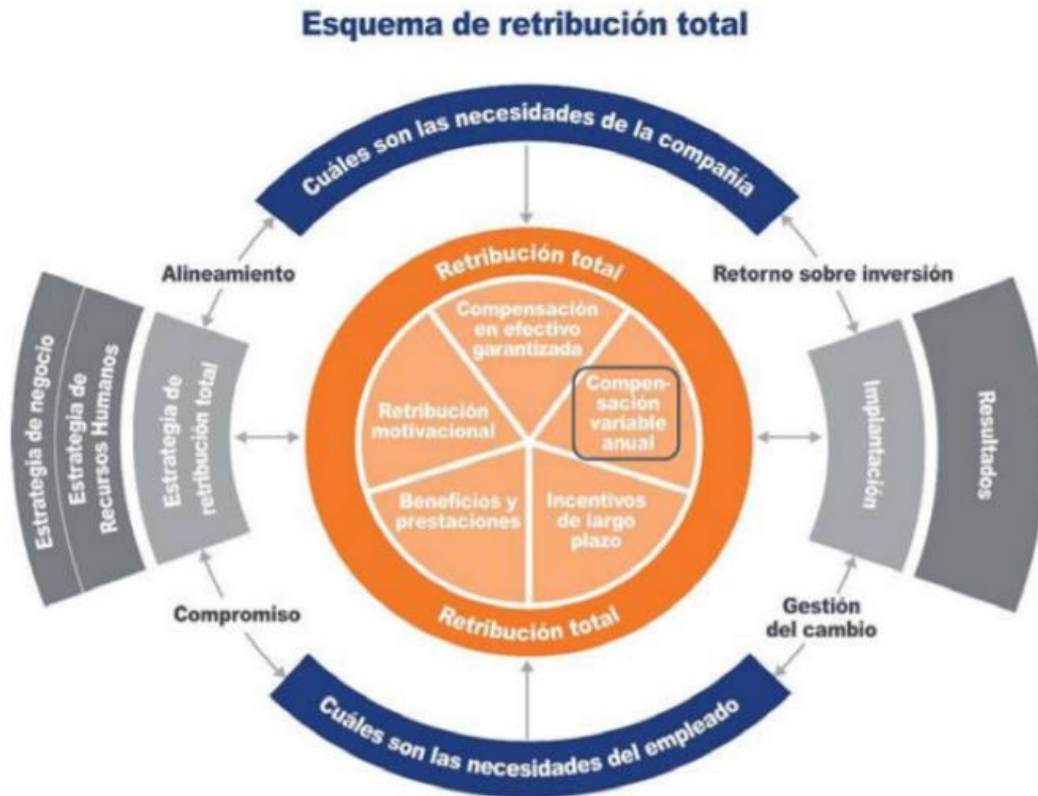 Esquema de retribución total
Cuáles son las necesidades de la compañía
Alineamiento
Retorno sobre inversión
Estrategia de negocio
Estrategia de
Recursos Humanos
Estrategia de
retribución total
Retribución total
Compensación
en efectivo
garantizada
Compen-
sación
variable
anual
Retribución
motivacional
Beneficios y
prestaciones
Incentivos
de largo
plazo
Retribución total
Implantación
Resultados
Compromiso
Gestión
del cambio
Cuáles son las necesidades del empleado